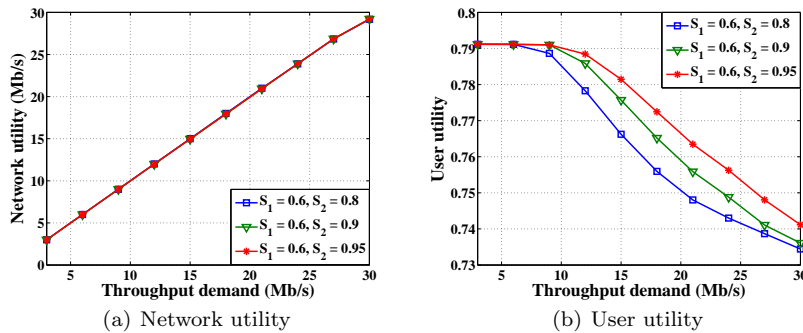 30
25
20
15
10
5
0
Network utility (Mb/s)
S1 = 0.6, S2 = 0.8
S1 = 0.6, S2 = 0.9
S1 = 0.6, S2 = 0.95
5 10 15 20 25 30
Throughput demand (Mb/s)
(a) Network utility
0.8
0.79
0.78
0.77
0.76
0.75
0.74
0.73
User utility
S1 = 0.6, S2 = 0.8
S1 = 0.6, S2 = 0.9
S1 = 0.6, S2 = 0.95
5 10 15 20 25 30
Throughput demand (Mb/s)
(b) User utility